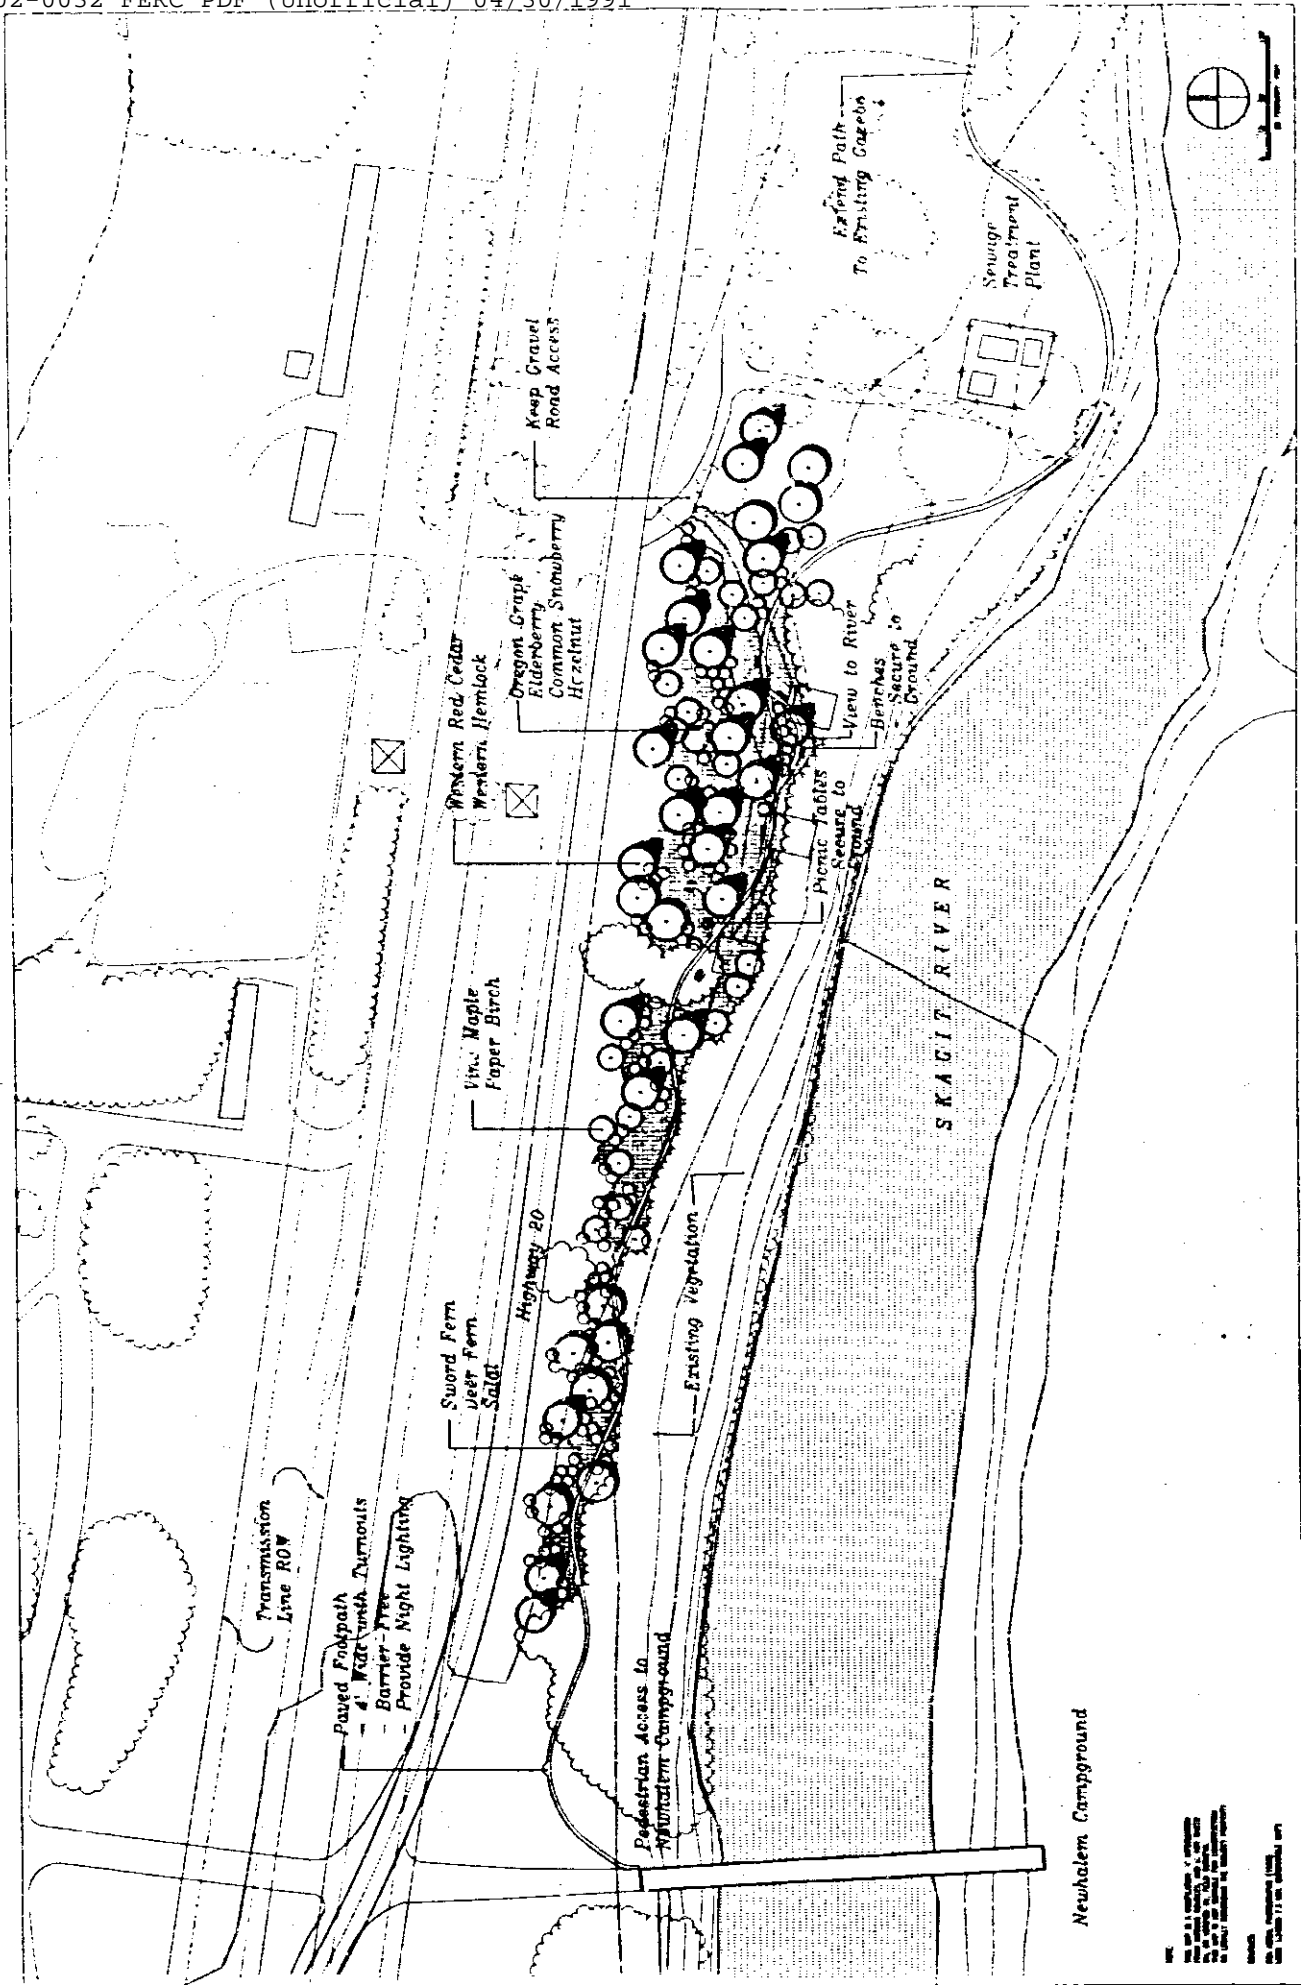 02-0032 FERC PDF (Unofficial) 04/30/1991
Extend Path
To Existing Gazebo
Sewage
Treatment
Plant
Keep Gravel
Road Access
Oregon Grape
Elderberry
Common Snowberry
Hazelnut
Western Red Cedar
Western Hemlock
View to River
Benches
- Secure to
Ground
Picnic Tables
Secure to
Ground
Vine Maple
Paper Birch
SKAGIT RIVER
Highway 20
Sword Fern
Deer Fern
Salal
Existing Vegetation
Transmission
Line ROW
Paved Footpath
- 4' Wide with Turnouts
- Barrier-Free
- Provide Night Lighting
Pedestrian Access to
Newhalem Campground
Newhalem Campground